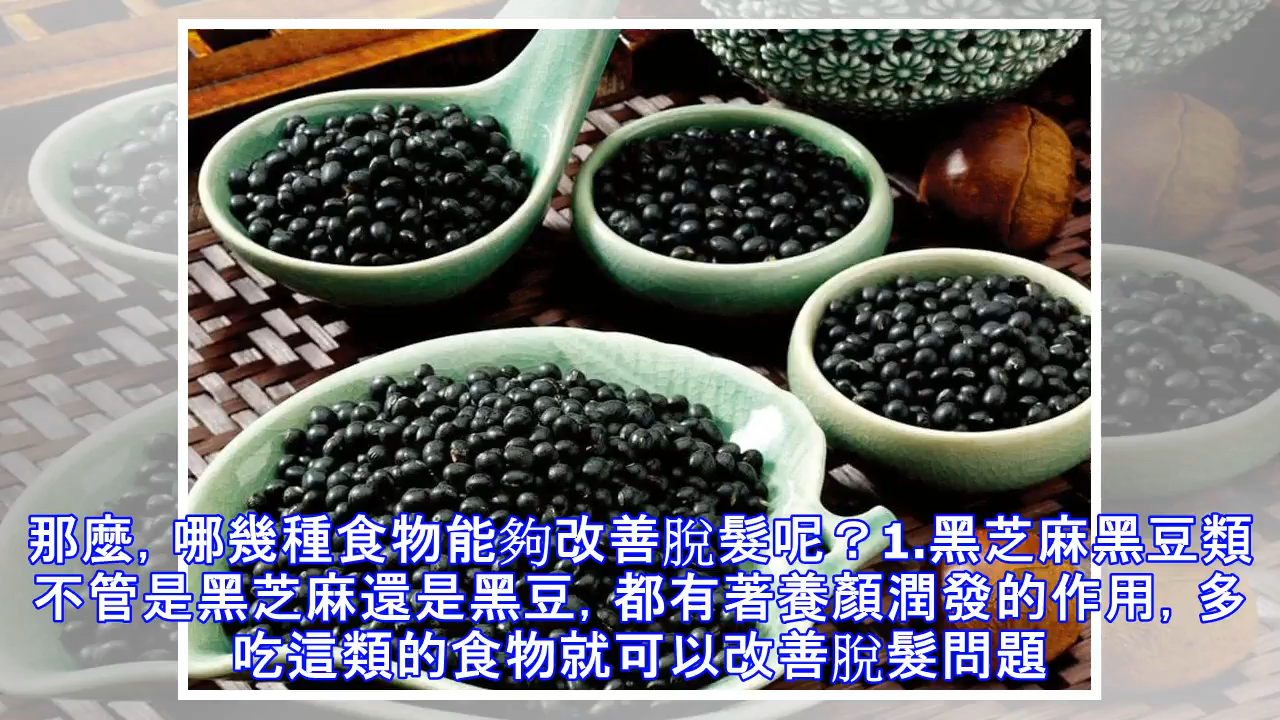 那麼, 哪幾種食物能夠改善脫髮呢？1.黑芝麻黑豆類
不管是黑芝麻還是黑豆, 都有著養顏潤發的作用, 多
吃這類的食物就可以改善脫髮問題